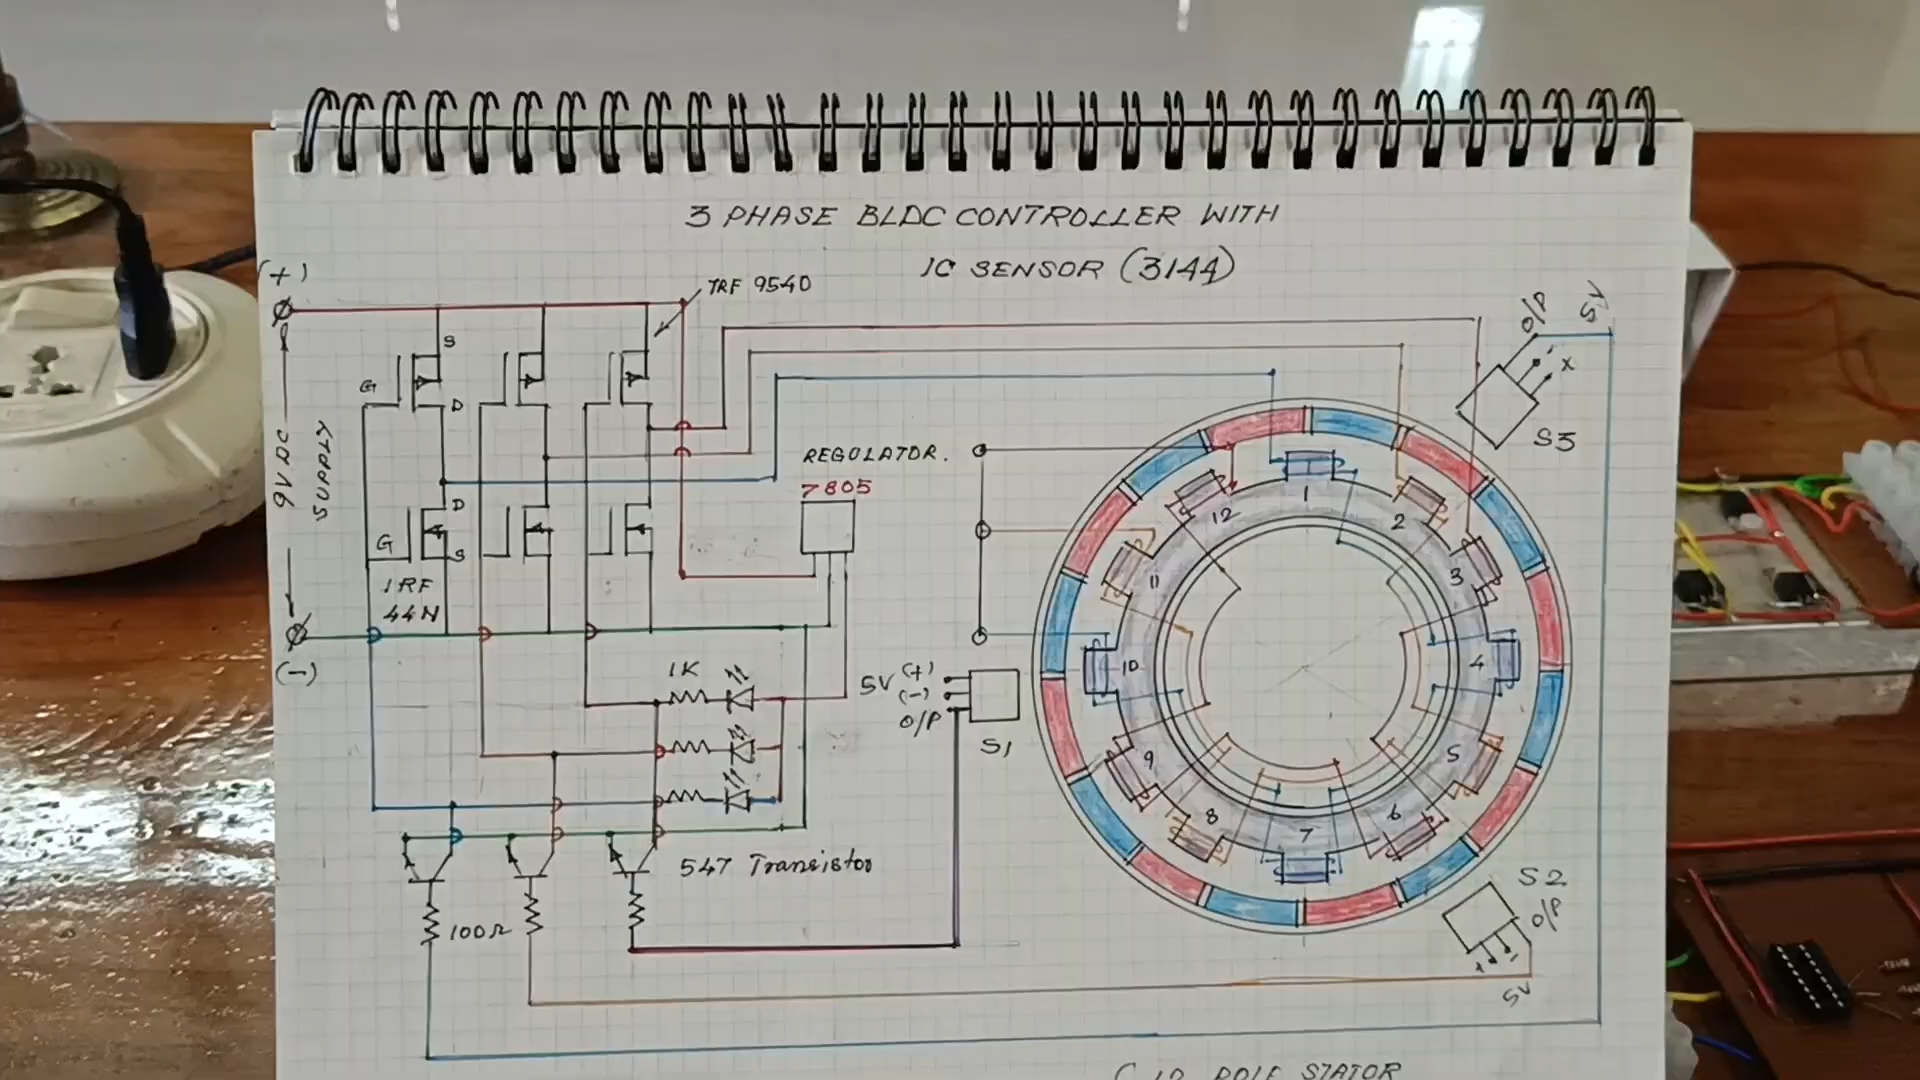 3 PHASE BLDC CONTROLLER WITH
IC SENSOR (3144)
(+)
IRF 9540
O/P
5V
S
X
G
D
S3
9VDC
SUPPLY
REGULATOR.
7805
1
12
2
D
G
S
11
3
IRF
44N
(-)
1K
5V (+)
(-)
O/P
10
4
S1
9
5
8
6
7
547 Transistor
S2
O/P
100Ω
+
-
5V
12 POLE STATOR